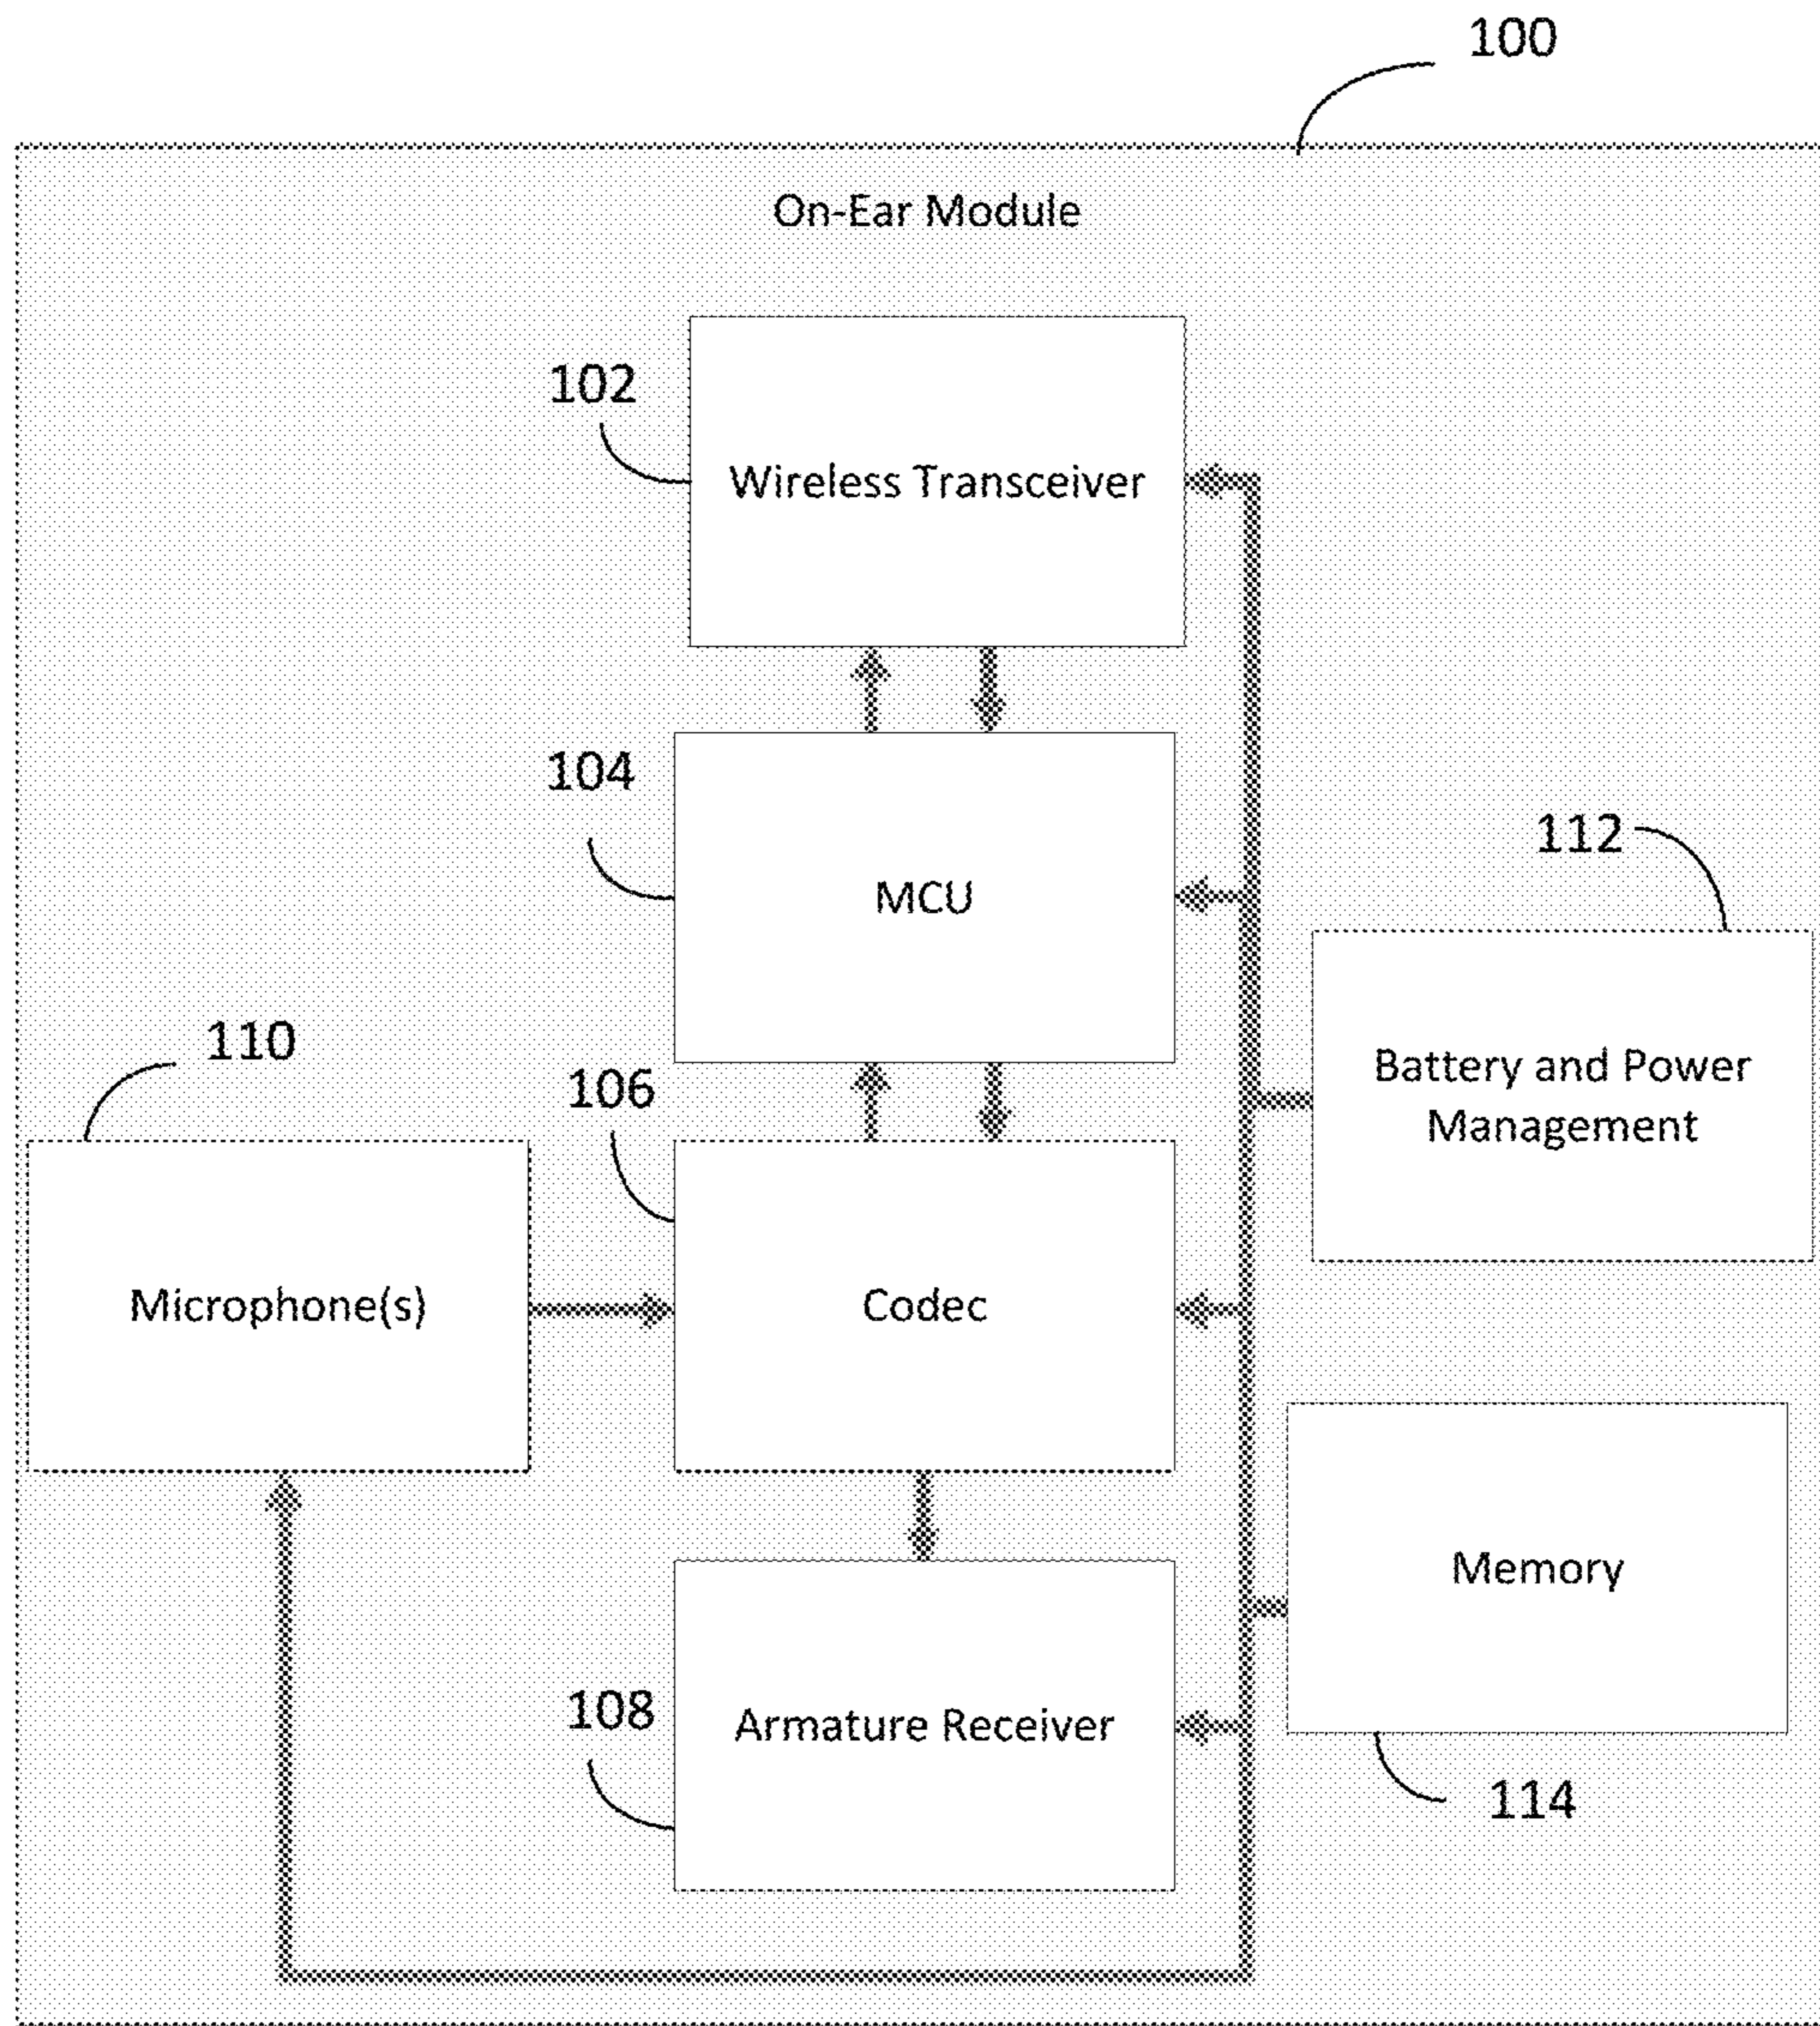 100
On-Ear Module
102
Wireless Transceiver
104
MCU
112
Battery and Power
Management
110
106
Microphone(s)
Codec
Memory
108
Armature Receiver
114